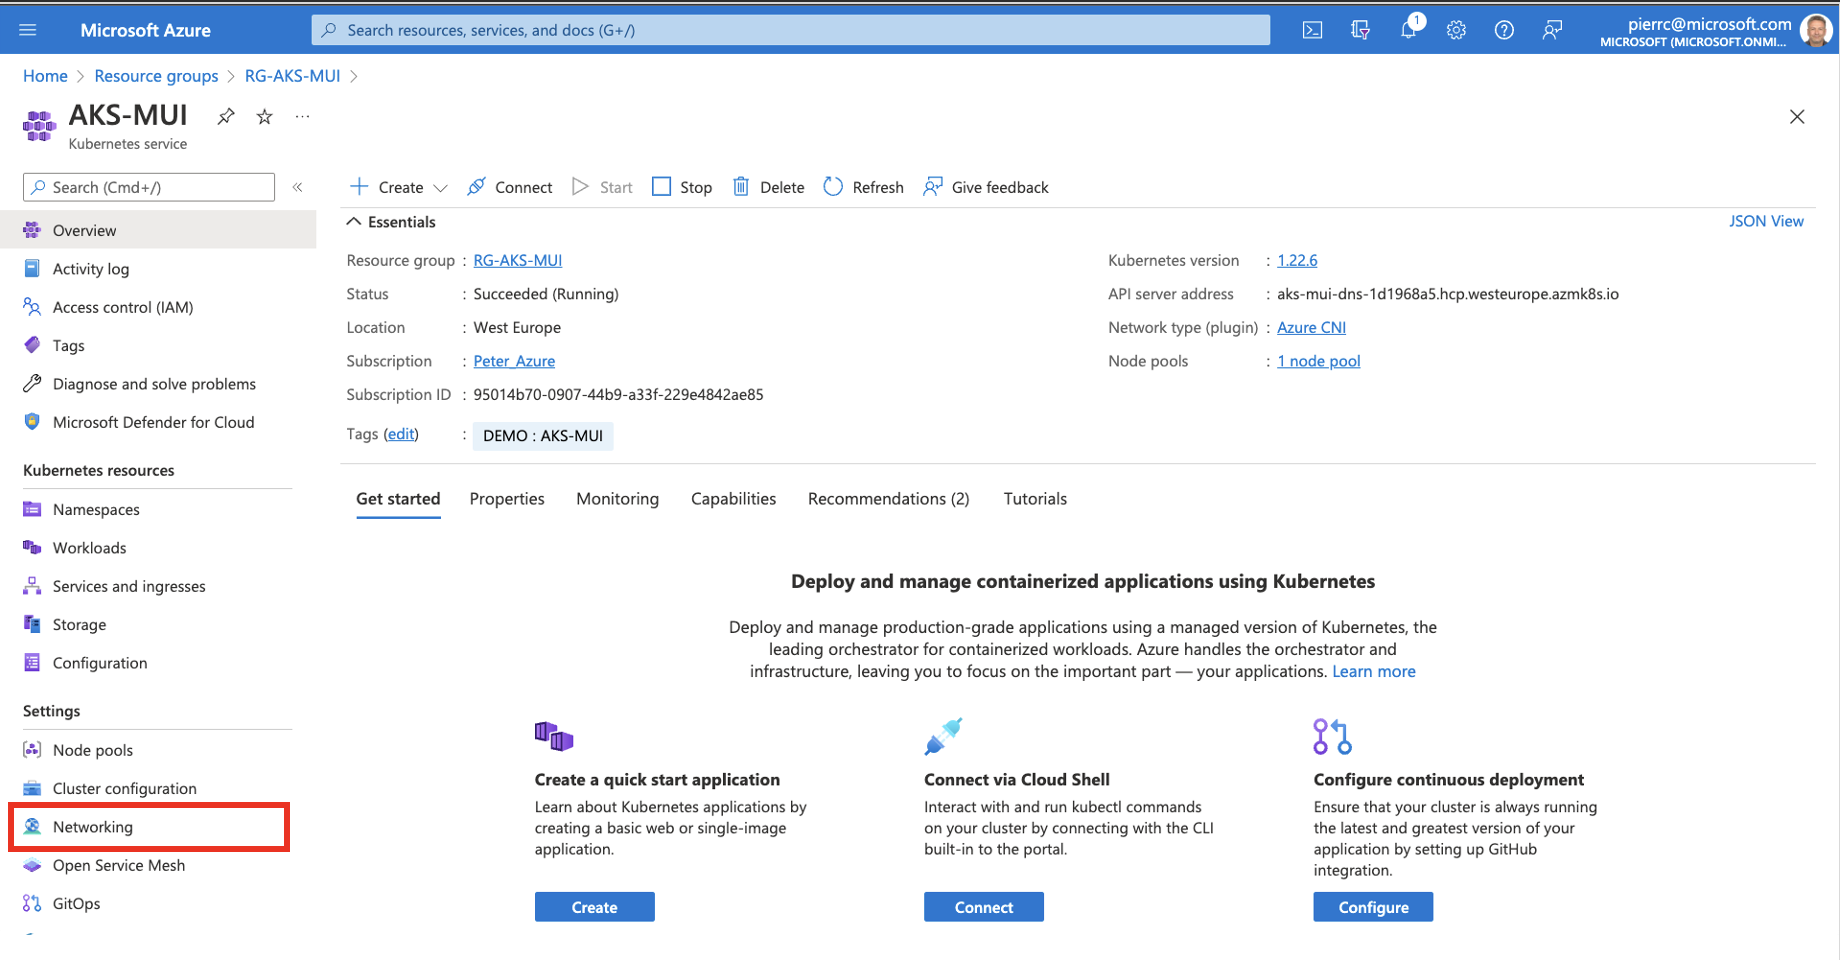 Microsoft Azure
Search resources, services, and docs (G+/)
1
pierrc@microsoft.com
MICROSOFT (MICROSOFT.ONMI...
Home > Resource groups > RG-AKS-MUI >
AKS-MUI
Kubernetes service
Search (Cmd+/)
Overview
Activity log
Access control (IAM)
Tags
Diagnose and solve problems
Microsoft Defender for Cloud
Kubernetes resources
Namespaces
Workloads
Services and ingresses
Storage
Configuration
Settings
Node pools
Cluster configuration
Networking
Open Service Mesh
GitOps
Create
Connect
Start
Stop
Delete
Refresh
Give feedback
Essentials
JSON View
Resource group : RG-AKS-MUI
Status : Succeeded (Running)
Location : West Europe
Subscription : Peter_Azure
Subscription ID : 95014b70-0907-44b9-a33f-229e4842ae85
Tags (edit) : DEMO : AKS-MUI
Kubernetes version : 1.22.6
API server address : aks-mui-dns-1d1968a5.hcp.westeurope.azmk8s.io
Network type (plugin) : Azure CNI
Node pools : 1 node pool
Get started
Properties
Monitoring
Capabilities
Recommendations (2)
Tutorials
Deploy and manage containerized applications using Kubernetes
Deploy and manage production-grade applications using a managed version of Kubernetes, the
leading orchestrator for containerized workloads. Azure handles the orchestrator and
infrastructure, leaving you to focus on the important part — your applications. Learn more
Create a quick start application
Learn about Kubernetes applications by
creating a basic web or single-image
application.
Create
Connect via Cloud Shell
Interact with and run kubectl commands
on your cluster by connecting with the CLI
built-in to the portal.
Connect
Configure continuous deployment
Ensure that your cluster is always running
the latest and greatest version of your
application by setting up GitHub
integration.
Configure